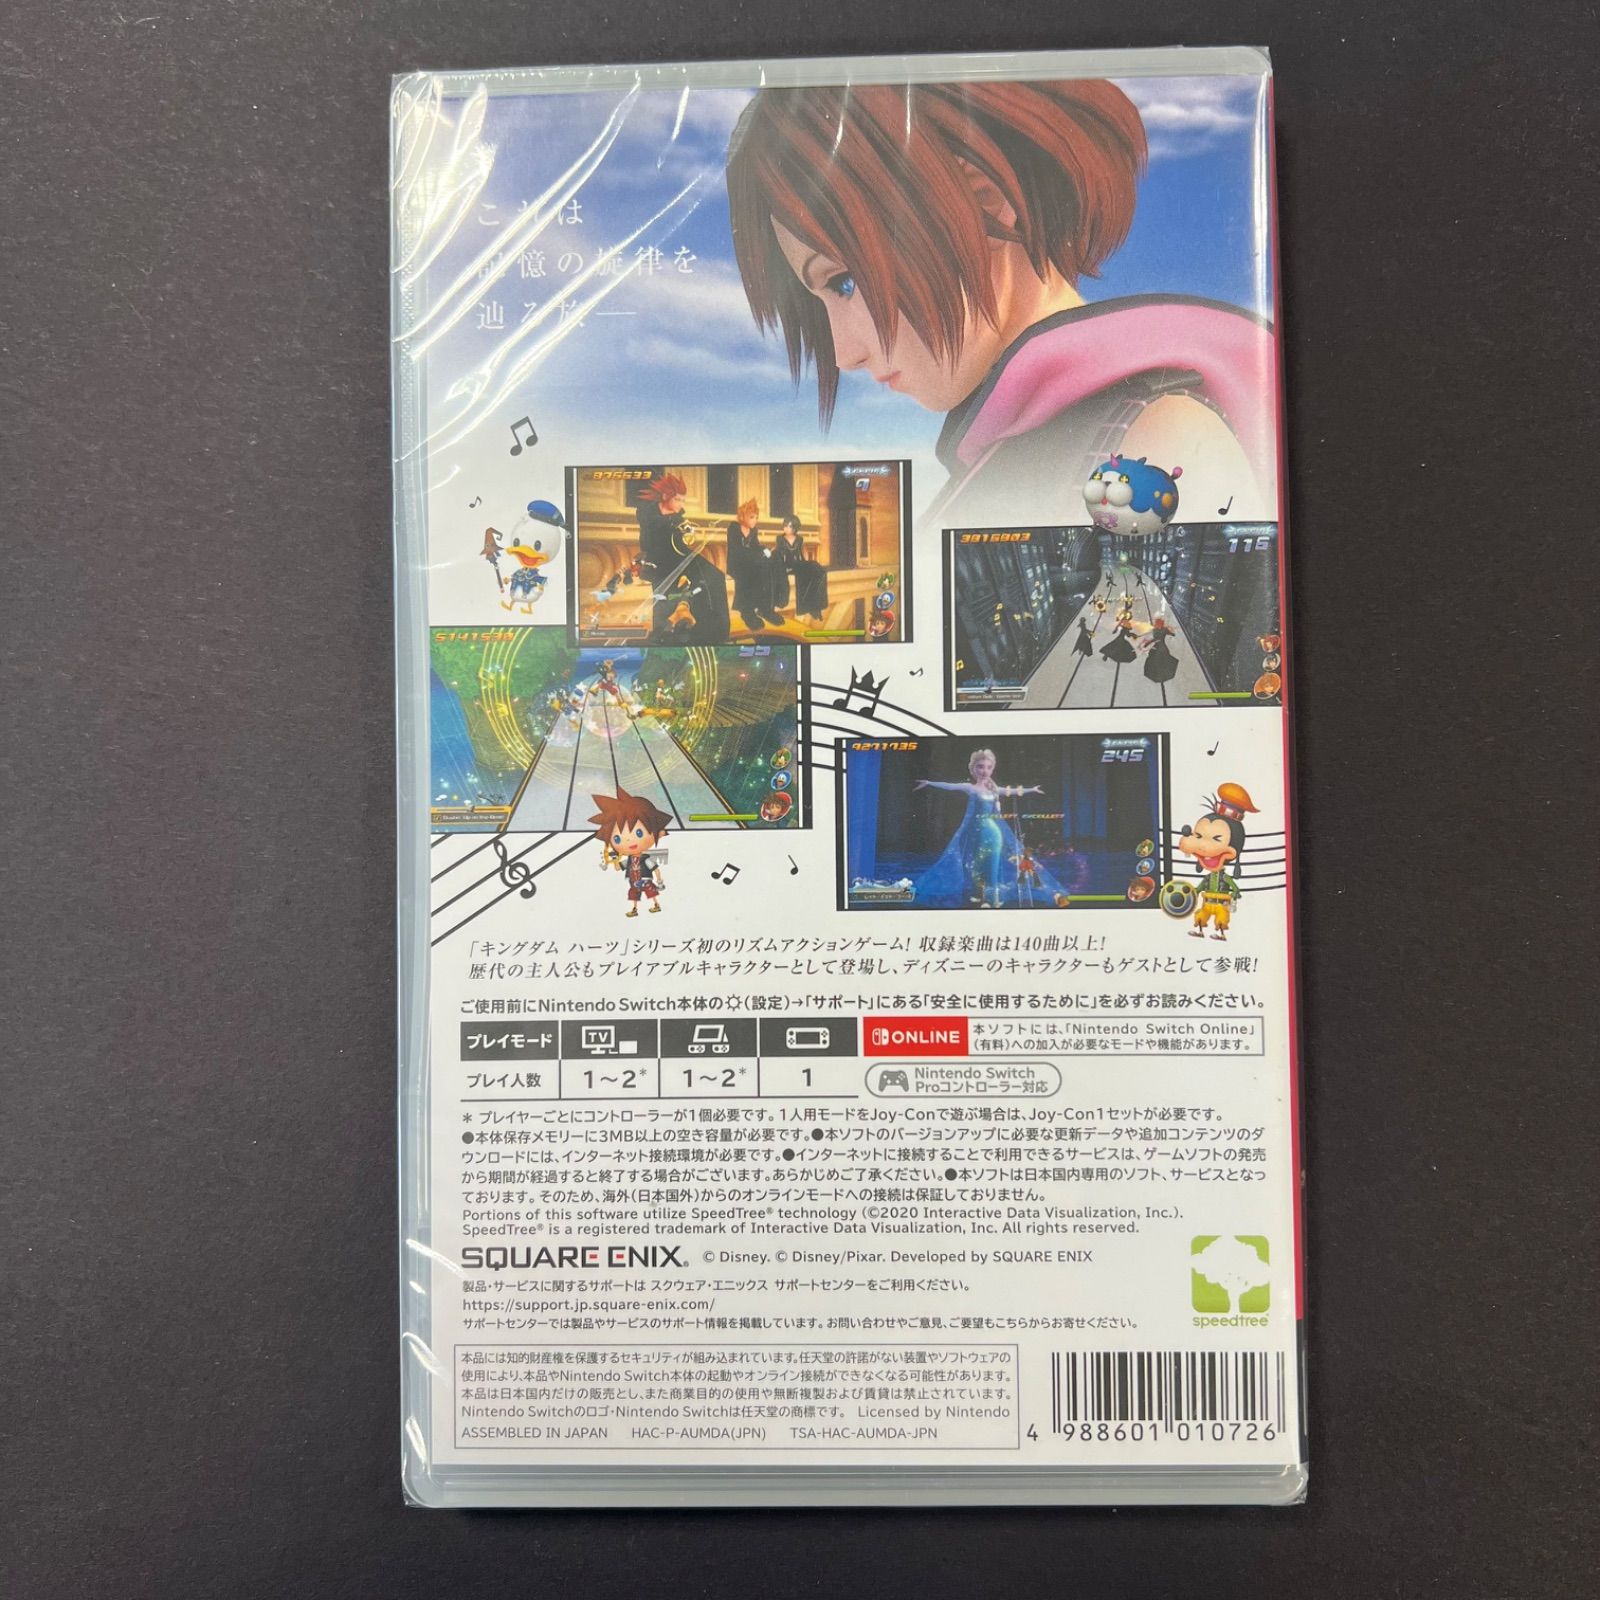 これは
記憶の旋律を
辿る旅──
975533
9
3916903
116
5141530
55
9271735
245
EXCELLENT EXCELLENT
「キングダム ハーツ」シリーズ初のリズムアクションゲーム! 収録楽曲は140曲以上!
歴代の主人公もプレイアブルキャラクターとして登場し、ディズニーのキャラクターもゲストとして参戦!
ご使用前にNintendo Switch本体の(設定)→「サポート」にある「安全に使用するために」を必ずお読みください。
プレイモード TV
ONLINE 本ソフトには、「Nintendo Switch Online」
(有料)への加入が必要なモードや機能があります。
プレイ人数 1～2* 1～2* 1
Nintendo Switch
Proコントローラー対応
* プレイヤーごとにコントローラーが1個必要です。1人用モードをJoy-Conで遊ぶ場合は、Joy-Con1セットが必要です。
●本体保存メモリーに3MB以上の空き容量が必要です。●本ソフトのバージョンアップに必要な更新データや追加コンテンツのダ
ウンロードには、インターネット接続環境が必要です。●インターネットに接続することで利用できるサービスは、ゲームソフトの発売
から期間が経過すると終了する場合がございます。あらかじめご了承ください。●本ソフトは日本国内専用のソフト、サービスとなっ
ております。そのため、海外(日本国外)からのオンラインモードへの接続は保証しておりません。
Portions of this software utilize SpeedTree® technology (©2020 Interactive Data Visualization, Inc.).
SpeedTree® is a registered trademark of Interactive Data Visualization, Inc. All rights reserved.
SQUARE ENIX® © Disney. © Disney/Pixar. Developed by SQUARE ENIX
製品・サービスに関するサポートは スクウェア・エニックス サポートセンターをご利用ください。
https://support.jp.square-enix.com/
サポートセンターでは製品やサービスのサポート情報を掲載しています。お問い合わせやご意見、ご要望もこちらからお寄せください。
speedtree®
本品には知的財産権を保護するセキュリティが組み込まれています。任天堂の許諾がない装置やソフトウェアの
使用により、本品やNintendo Switch本体の起動やオンライン接続ができなくなる可能性があります。
本品は日本国内だけの販売とし、また商業目的の使用や無断複製および賃貸は禁止されています。
Nintendo Switchのロゴ・Nintendo Switchは任天堂の商標です。 Licensed by Nintendo
ASSEMBLED IN JAPAN HAC-P-AUMDA(JPN) TSA-HAC-AUMDA-JPN
4 988601 010726